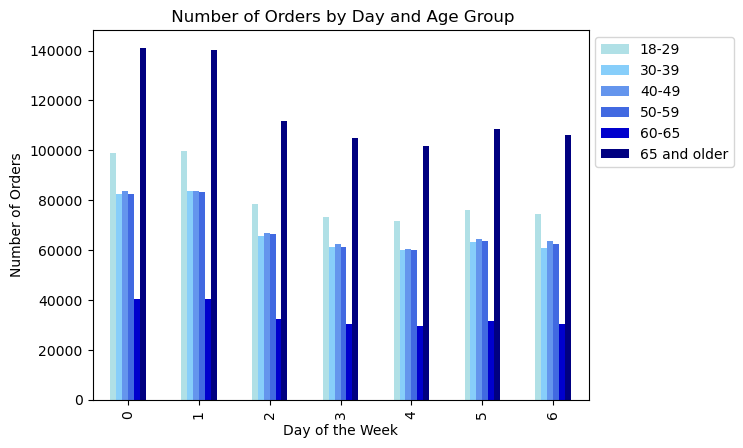 Number of Orders by Day and Age Group
140000
120000
100000
80000
60000
40000
20000
0
Number of Orders
0 1 2 3 4 5 6
Day of the Week
18-29
30-39
40-49
50-59
60-65
65 and older